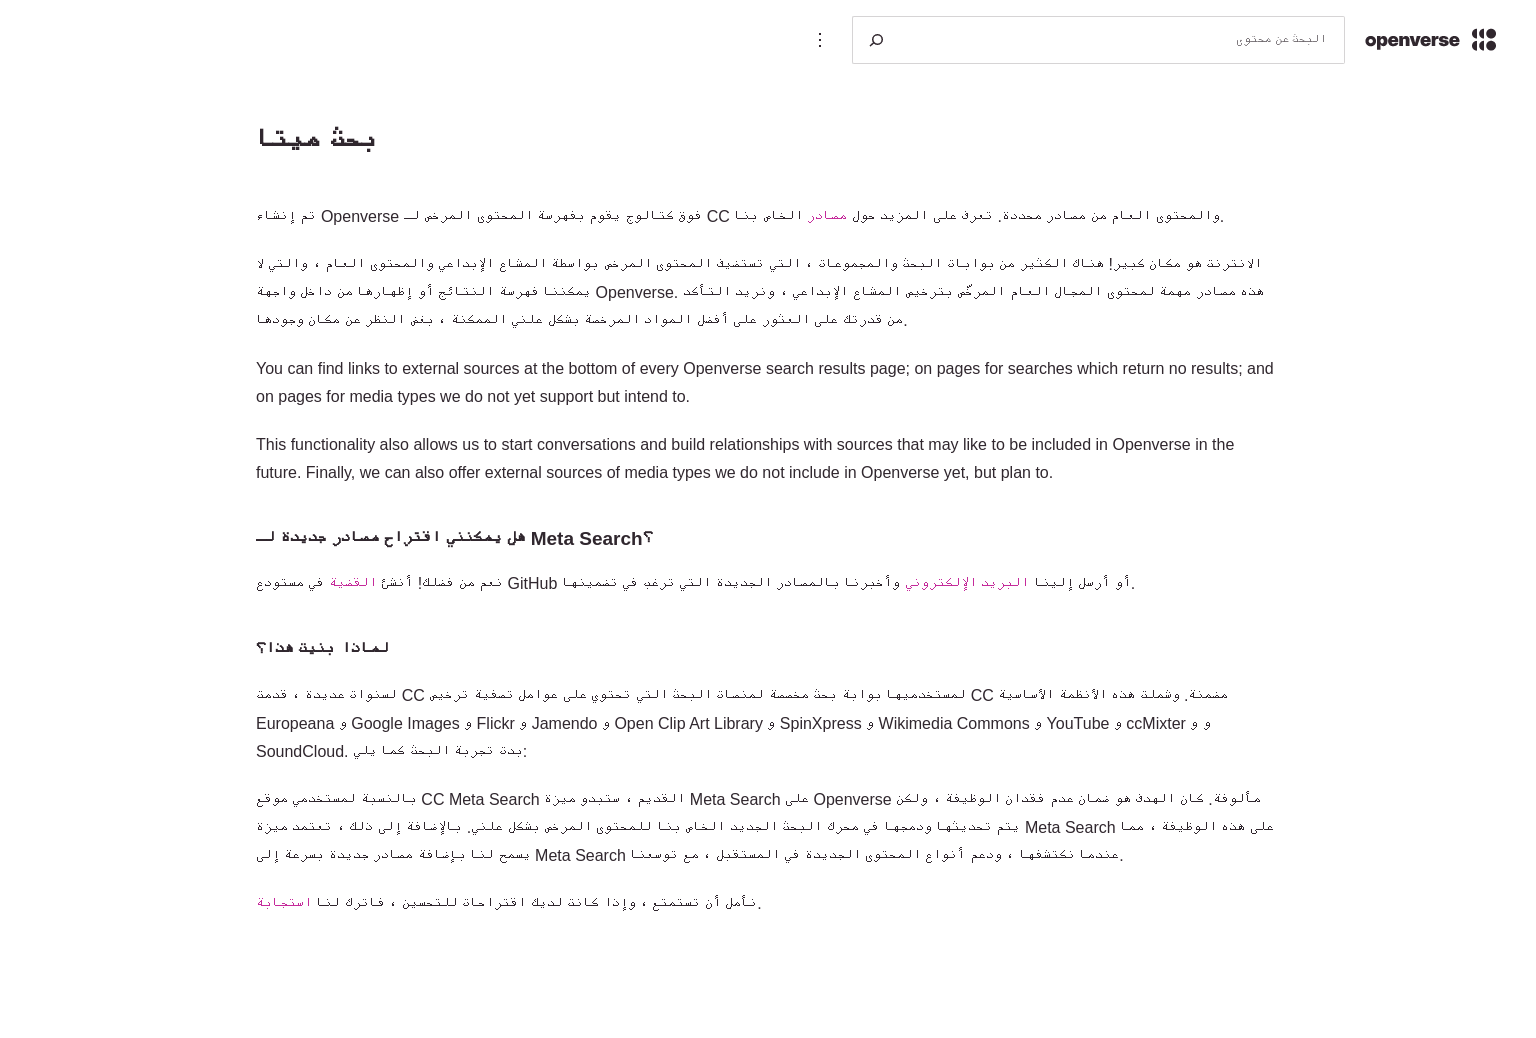 openverse
البحث عن محتوى
بحث ميتا
تم إنشاء Openverse فوق كتالوج يقوم بفهرسة المحتوى المرخص لـ CC والمحتوى العام من مصادر محددة. تعرف على المزيد حول مصادر الخاص بنا.
الانترنت هو مكان كبير! هناك الكثير من بوابات البحث والمجموعات ، التي تستضيف المحتوى المرخص بواسطة المشاع الإبداعي والمحتوى العام ، والتي لا
يمكننا فهرسة النتائج أو إظهارها من داخل واجهة Openverse. هذه مصادر مهمة لمحتوى المجال العام المرخّص بترخيص المشاع الإبداعي ، ونريد التأكد
من قدرتك على العثور على أفضل المواد المرخصة بشكل علني الممكنة ، بغض النظر عن مكان وجودها.
You can find links to external sources at the bottom of every Openverse search results page; on pages for searches which return no results; and
on pages for media types we do not yet support but intend to.
This functionality also allows us to start conversations and build relationships with sources that may like to be included in Openverse in the
future. Finally, we can also offer external sources of media types we do not include in Openverse yet, but plan to.
هل يمكنني اقتراح مصادر جديدة لـ Meta Search؟
نعم من فضلك! أنشئ القضية في مستودع GitHub أو أرسل إلينا البريد الإلكتروني وأخبرنا بالمصادر الجديدة التي ترغب في تضمينها.
لماذا بنيت هذا؟
لسنوات عديدة ، قدمت CC لمستخدميها بوابة بحث مخصصة لمنصات البحث التي تحتوي على عوامل تصفية ترخيص CC مضمنة. وشملت هذه الأنظمة الأساسية
Europeana و Google Images و Flickr و Jamendo و Open Clip Art Library و SpinXpress و Wikimedia Commons و YouTube و ccMixter و و
SoundCloud. بدت تجربة البحث كما يلي:
بالنسبة لمستخدمي موقع CC Meta Search القديم ، ستبدو ميزة Meta Search على Openverse مألوفة. كان الهدف هو ضمان عدم فقدان الوظيفة ، ولكن
يتم تحديثها ودمجها في محرك البحث الجديد الخاص بنا للمحتوى المرخص بشكل علني. بالإضافة إلى ذلك ، تعتمد ميزة Meta Search على هذه الوظيفة ، مما
يسمح لنا بإضافة مصادر جديدة بسرعة إلى Meta Search عندما نكتشفها ، ودعم أنواع المحتوى الجديدة في المستقبل ، مع توسعنا.
نأمل أن تستمتع ، وإذا كانت لديك اقتراحات للتحسين ، فاترك لنا استجابة.